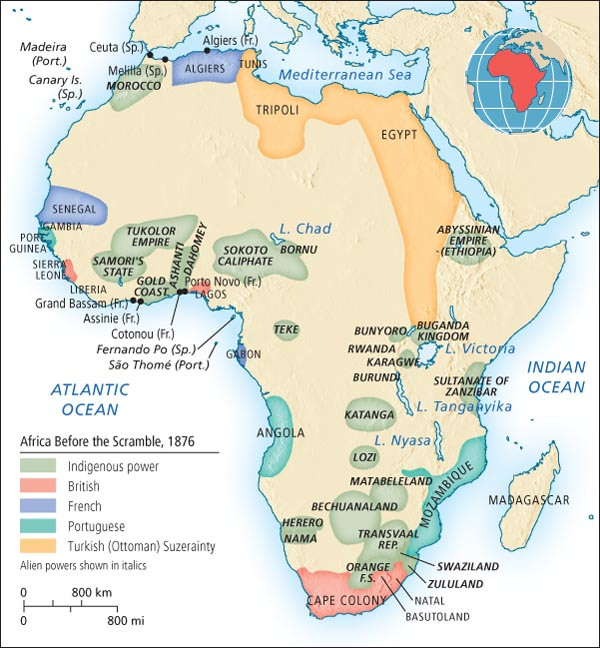 Madeira
(Port.)
Canary Is.
(Sp.)
Ceuta (Sp.)
Algiers (Fr.)
Melilla (Sp.)
MOROCCO
ALGIERS
TUNIS
Mediterranean Sea
TRIPOLI
EGYPT
SENEGAL
GAMBIA
PORT.
GUINEA
SIERRA
LEONE
LIBERIA
TUKOLOR
EMPIRE
SAMORI'S
STATE
GOLD
COAST
ASHANTI
DAHOMEY
L. Chad
SOKOTO
CALIPHATE
BORNU
ABYSSINIAN
EMPIRE
(ETHIOPIA)
Porto Novo (Fr.)
LAGOS
Grand Bassam (Fr.)
Assinie (Fr.)
Cotonou (Fr.)
Fernando Po (Sp.)
São Thomé (Port.)
TEKE
GABON
BUNYORO
BUGANDA
KINGDOM
L. Victoria
RWANDA
KARAGWE
BURUNDI
SULTANATE OF
ZANZIBAR
L. Tanganyika
INDIAN
OCEAN
ATLANTIC
OCEAN
ANGOLA
KATANGA
L. Nyasa
LOZI
MATABELELAND
MOZAMBIQUE
MADAGASCAR
BECHUANALAND
HERERO
NAMA
TRANSVAAL
REP.
SWAZILAND
ZULULAND
ORANGE
F.S.
CAPE COLONY
NATAL
BASUTOLAND
Africa Before the Scramble, 1876
Indigenous power
British
French
Portuguese
Turkish (Ottoman) Suzerainty
Alien powers shown in italics
0 800 km
0 800 mi